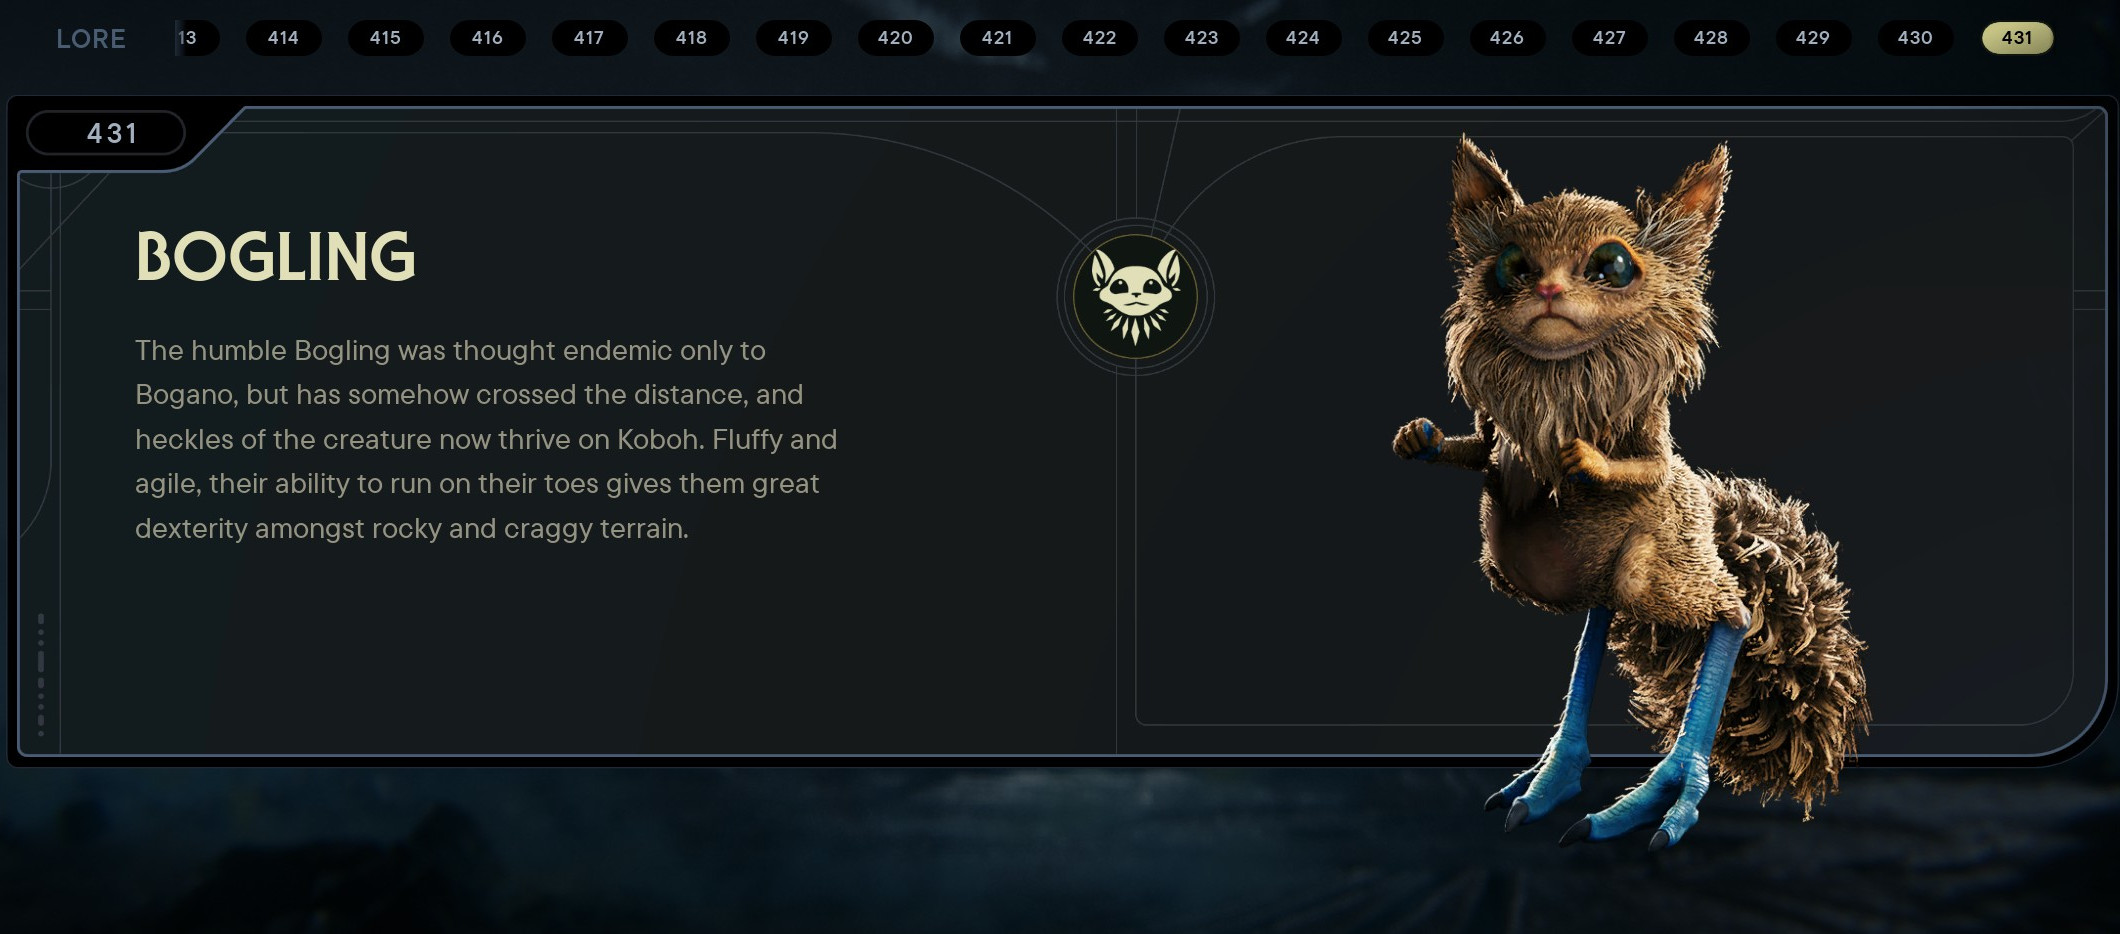 LORE 13 414 415 416 417 418 419 420 421 422 423 424 425 426 427 428 429 430 431
431
BOGLING
The humble Bogling was thought endemic only to
Bogano, but has somehow crossed the distance, and
heckles of the creature now thrive on Koboh. Fluffy and
agile, their ability to run on their toes gives them great
dexterity amongst rocky and craggy terrain.